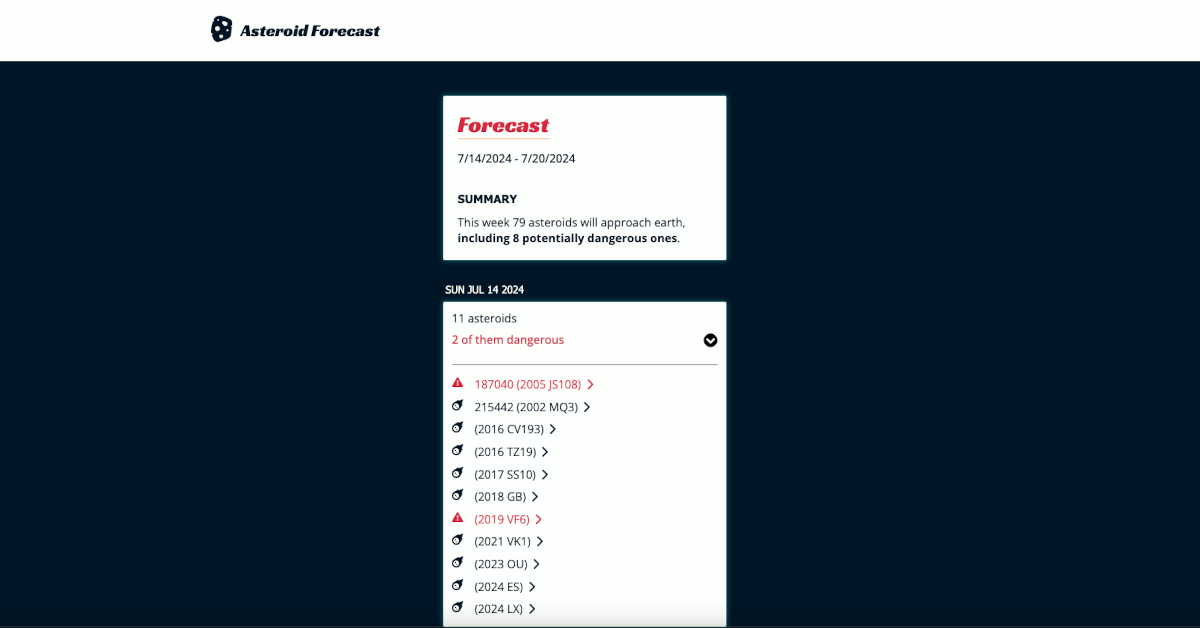 Asteroid Forecast
Forecast
7/14/2024 - 7/20/2024
SUMMARY
This week 79 asteroids will approach earth,
including 8 potentially dangerous ones.
SUN JUL 14 2024
11 asteroids
2 of them dangerous
187040 (2005 JS108)
215442 (2002 MQ3)
(2016 CV193)
(2016 TZ19)
(2017 SS10)
(2018 GB)
(2019 VF6)
(2021 VK1)
(2023 OU)
(2024 ES)
(2024 LX)